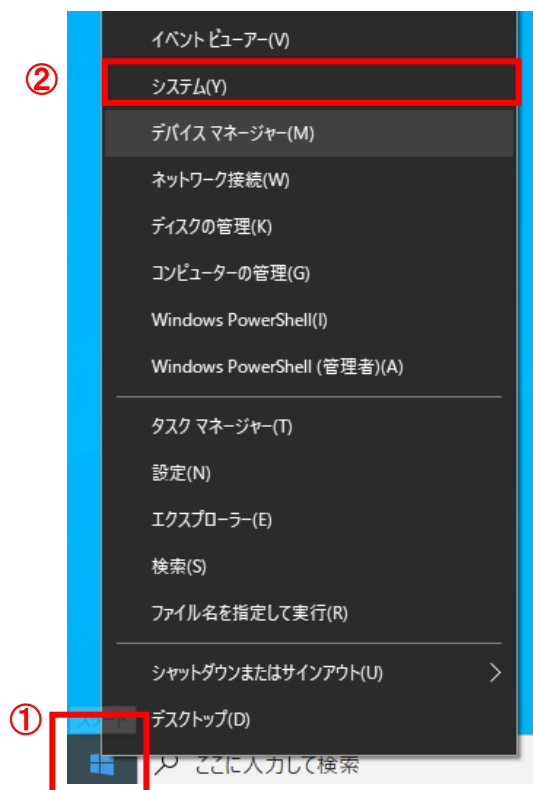 イベント ビューアー(V)
②
システム(Y)
デバイス マネージャー(M)
ネットワーク接続(W)
ディスクの管理(K)
コンピューターの管理(G)
Windows PowerShell(I)
Windows PowerShell (管理者)(A)
タスク マネージャー(T)
設定(N)
エクスプローラー(E)
検索(S)
ファイル名を指定して実行(R)
シャットダウンまたはサインアウト(U)
①
デスクトップ(D)
ここに入力して検索